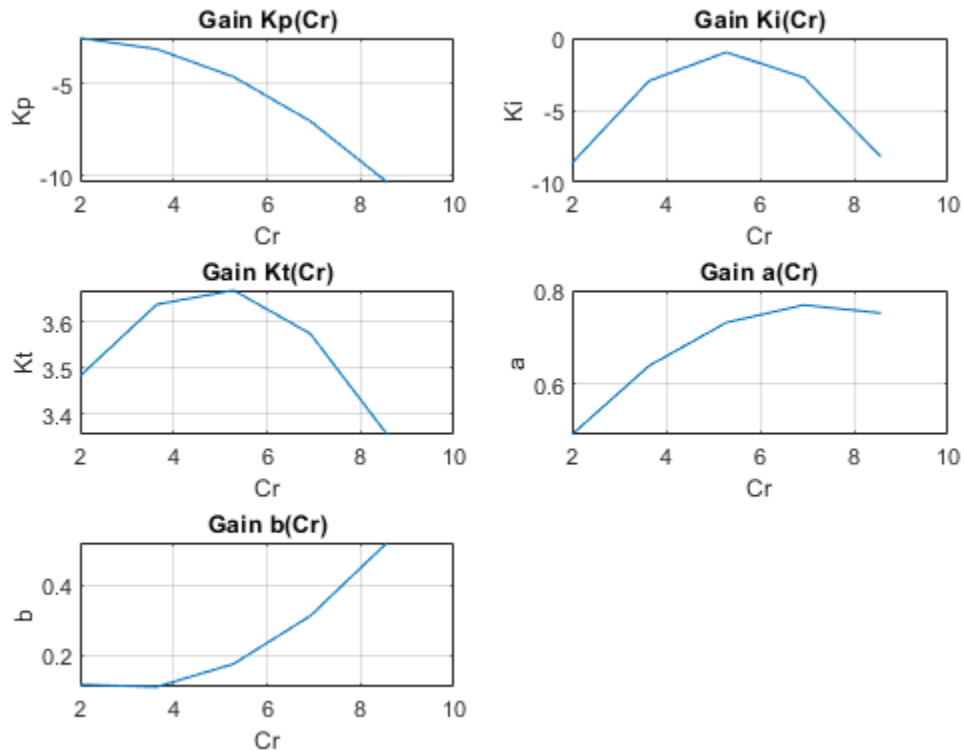 Gain Kp(Cr)
Kp
-5
-10
2 4 6 8 10
Cr
Gain Ki(Cr)
Ki
0
-5
-10
2 4 6 8 10
Cr
Gain Kt(Cr)
Kt
3.6
3.5
3.4
2 4 6 8 10
Cr
Gain a(Cr)
a
0.8
0.6
2 4 6 8 10
Cr
Gain b(Cr)
b
0.4
0.2
2 4 6 8 10
Cr